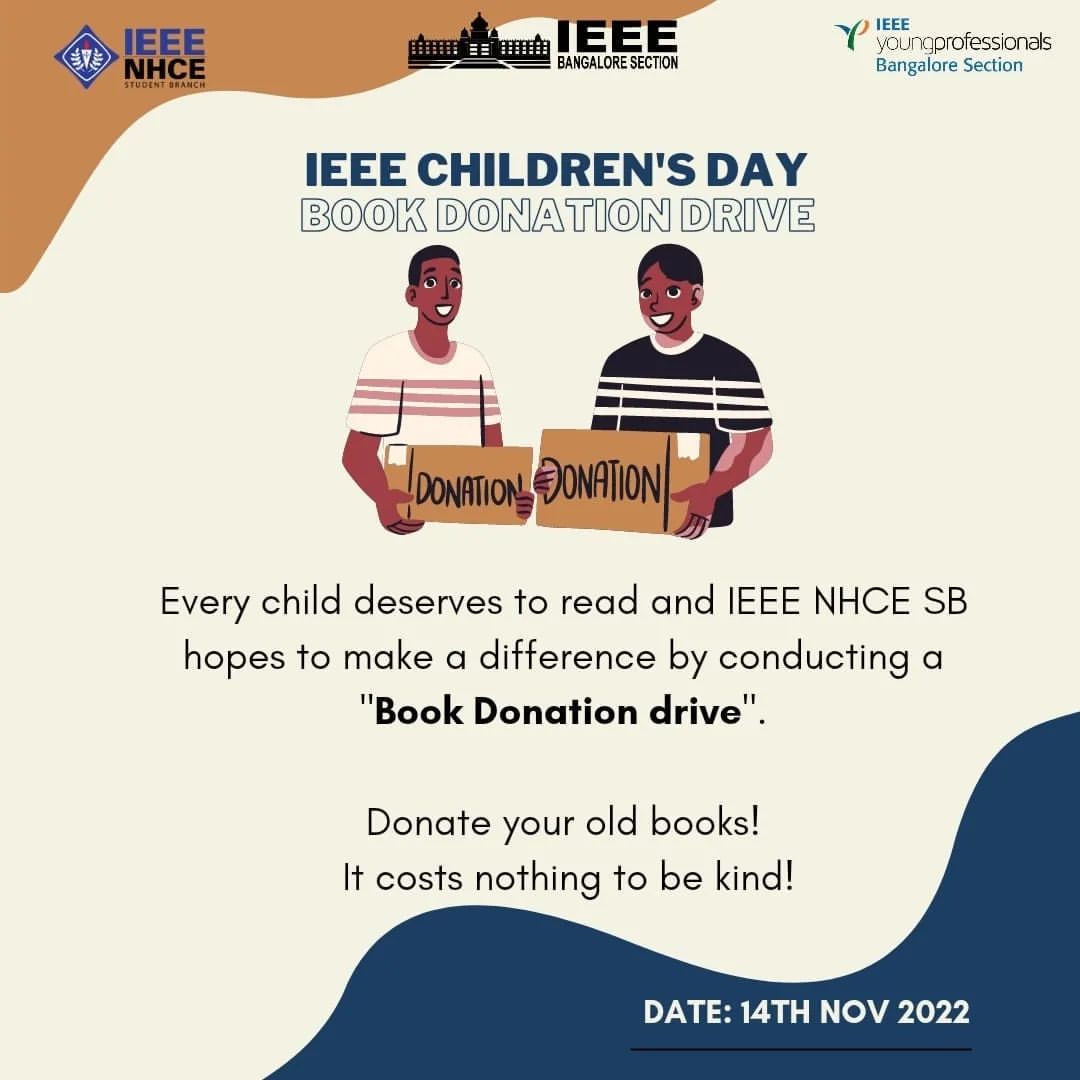 IEEE
NHCE
STUDENT BRANCH
IEEE
BANGALORE SECTION
IEEE
youngprofessionals
Bangalore Section
IEEE CHILDREN'S DAY
BOOK DONATION DRIVE
DONATION
DONATION
Every child deserves to read and IEEE NHCE SB
hopes to make a difference by conducting a
"Book Donation drive".
Donate your old books!
It costs nothing to be kind!
DATE: 14TH NOV 2022